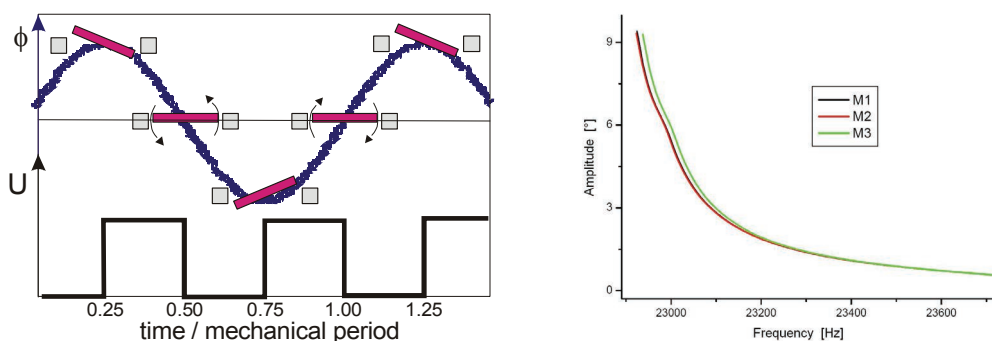 ϕ
U
0.25 0.50 0.75 1.00 1.25
time / mechanical period
9
6
3
0
Amplitude [°]
M1
M2
M3
23000 23200 23400 23600
Frequency [Hz]